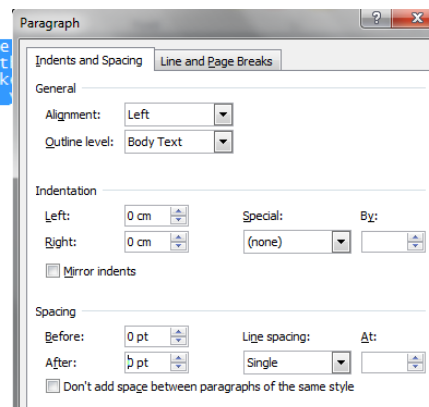 Paragraph
Indents and Spacing Line and Page Breaks
General
Alignment: Left
Outline level: Body Text
Indentation
Left: 0 cm Special: By:
Right: 0 cm (none)
Mirror indents
Spacing
Before: 0 pt Line spacing: At:
After: pt Single
Don't add space between paragraphs of the same style